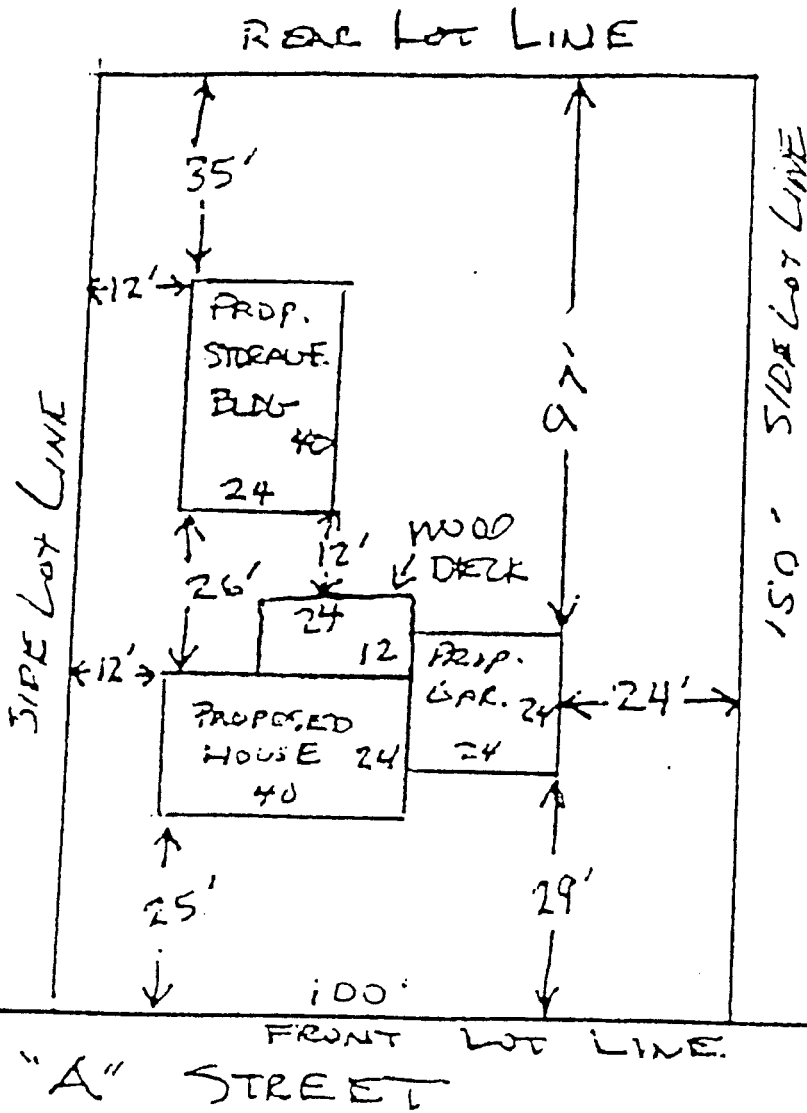 REAR LOT LINE
35'
12'
PROP.
STORAGE
BLDG
40
24
97'
SIDE LOT LINE
150'
SIDE LOT LINE
26'
12'
WOOD
DECK
24
12
12'
PROP.
GAR.
24
24
24'
PROPOSED
HOUSE
24
40
25'
29'
100'
FRONT LOT LINE.
"A" STREET